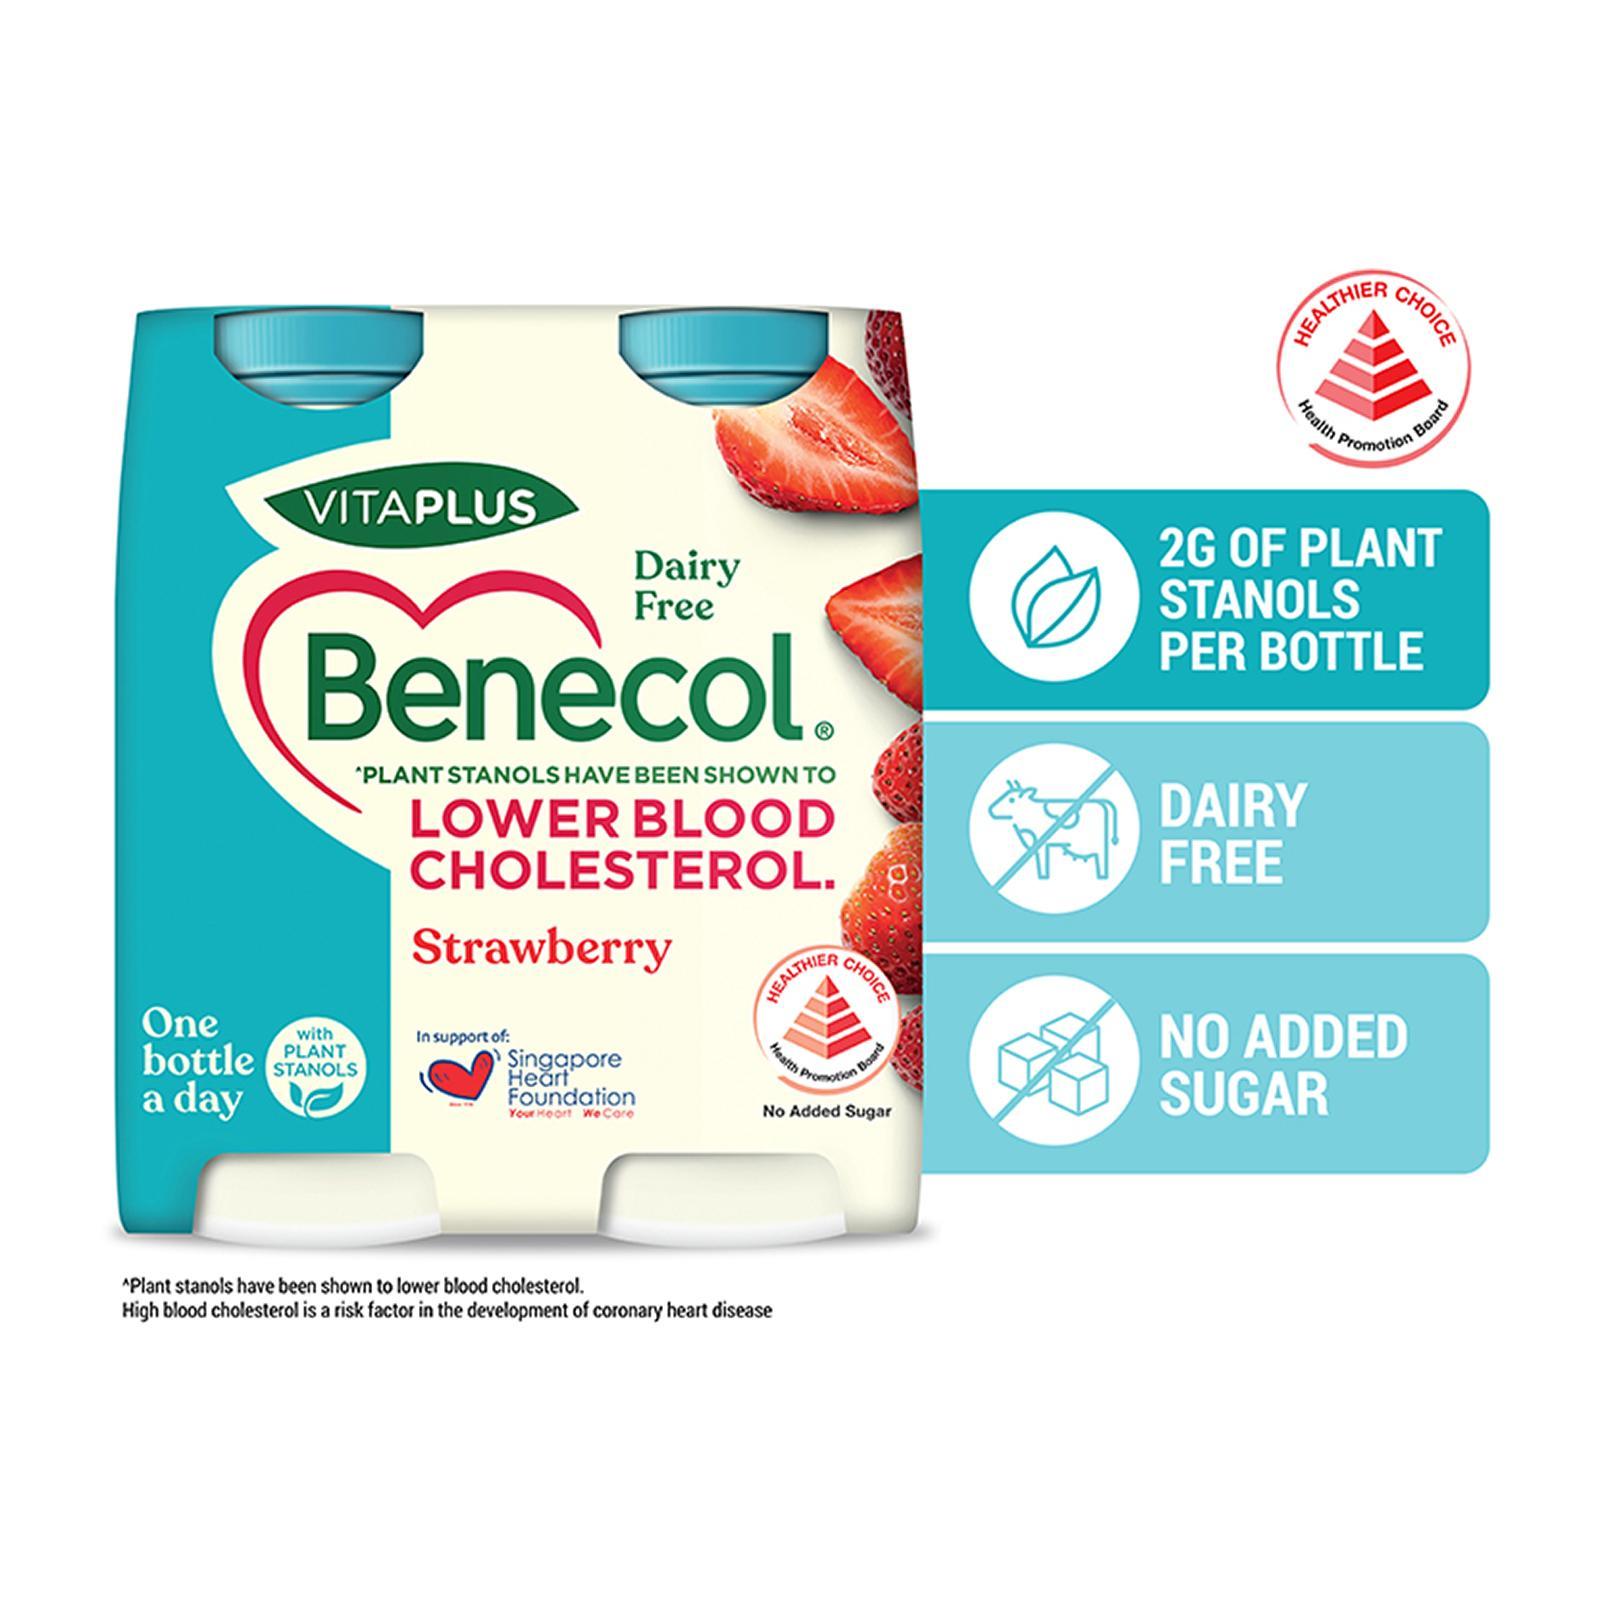 VITAPLUS
Dairy
Free
Benecol®
^PLANT STANOLS HAVE BEEN SHOWN TO
LOWER BLOOD
CHOLESTEROL.
Strawberry
One
bottle
a day
with
PLANT
STANOLS
In support of:
Singapore
Heart
Foundation
Your Heart We Care
HEALTHIER CHOICE
Health Promotion Board
No Added Sugar
HEALTHIER CHOICE
Health Promotion Board
2G OF PLANT
STANOLS
PER BOTTLE
DAIRY
FREE
NO ADDED
SUGAR
^Plant stanols have been shown to lower blood cholesterol.
High blood cholesterol is a risk factor in the development of coronary heart disease